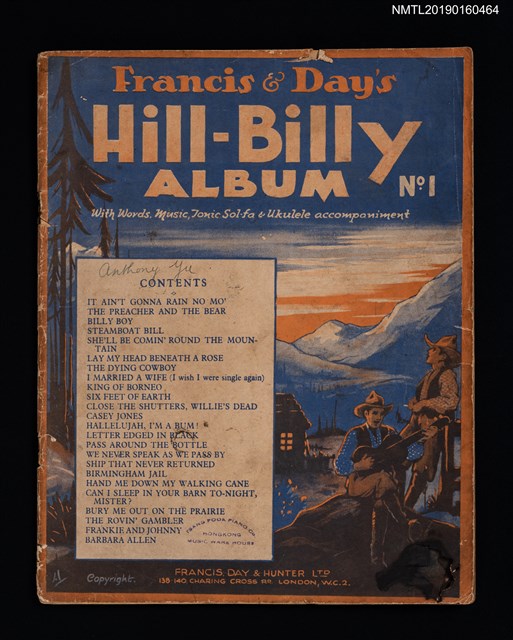 NMTL20190160464
Francis & Day's
Hill-Billy
ALBUM No. 1
With Words, Music, Tonic Sol-fa & Ukulele accompaniment
Anthony Yu
CONTENTS
IT AIN'T GONNA RAIN NO MO'
THE PREACHER AND THE BEAR
BILLY BOY
STEAMBOAT BILL
SHE'LL BE COMIN' ROUND THE MOUN-
TAIN
LAY MY HEAD BENEATH A ROSE
THE DYING COWBOY
I MARRIED A WIFE (I wish I were single again)
KING OF BORNEO
SIX FEET OF EARTH
CLOSE THE SHUTTERS, WILLIE'S DEAD
CASEY JONES
HALLELUJAH, I'M A BUM!
LETTER EDGED IN BLACK
PASS AROUND THE BOTTLE
WE NEVER SPEAK AS WE PASS BY
SHIP THAT NEVER RETURNED
BIRMINGHAM JAIL
HAND ME DOWN MY WALKING CANE
CAN I SLEEP IN YOUR BARN TO-NIGHT,
MISTER?
BURY ME OUT ON THE PRAIRIE
THE ROVIN' GAMBLER
FRANKIE AND JOHNNY
BARBARA ALLEN
TSANG FOOK PIANO CO.
HONGKONG
MUSIC WARE HOUSE
FRANCIS, DAY & HUNTER LTD
138-140, CHARING CROSS RD. LONDON, W.C.2.
Copyright.